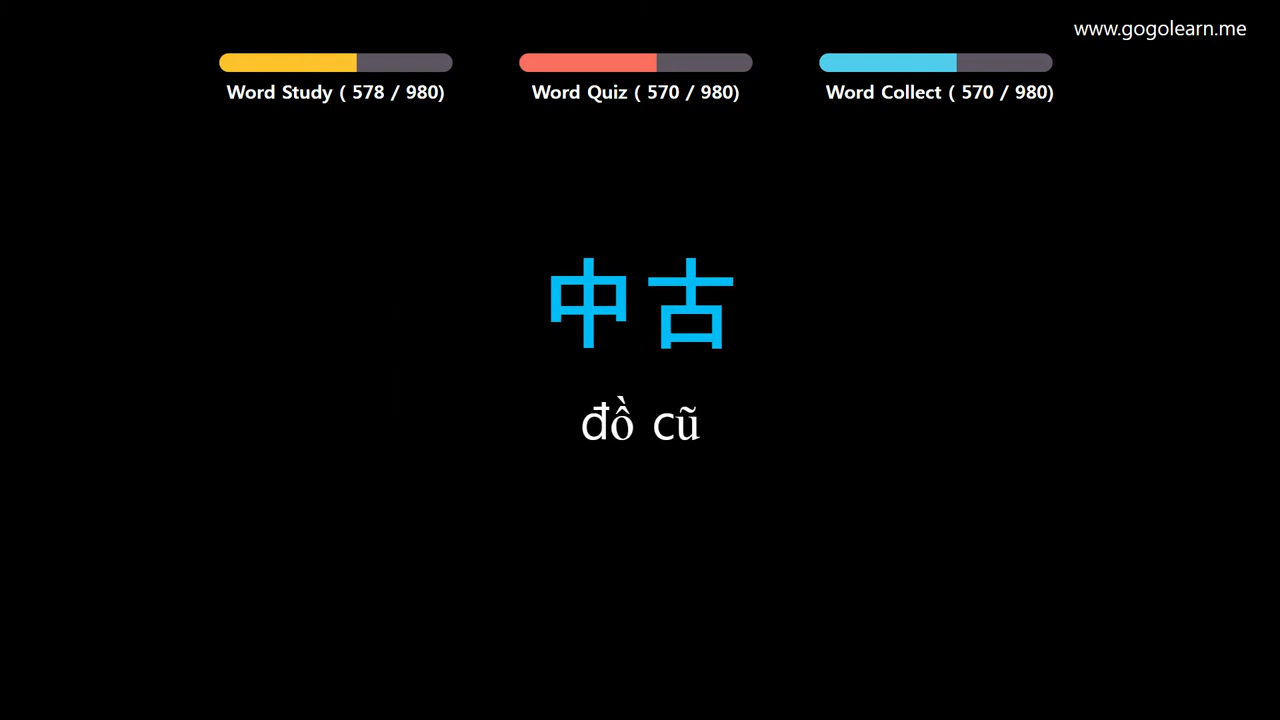 www.gogolearn.me
Word Study ( 578 / 980)
Word Quiz ( 570 / 980)
Word Collect ( 570 / 980)
中古
đồ cũ